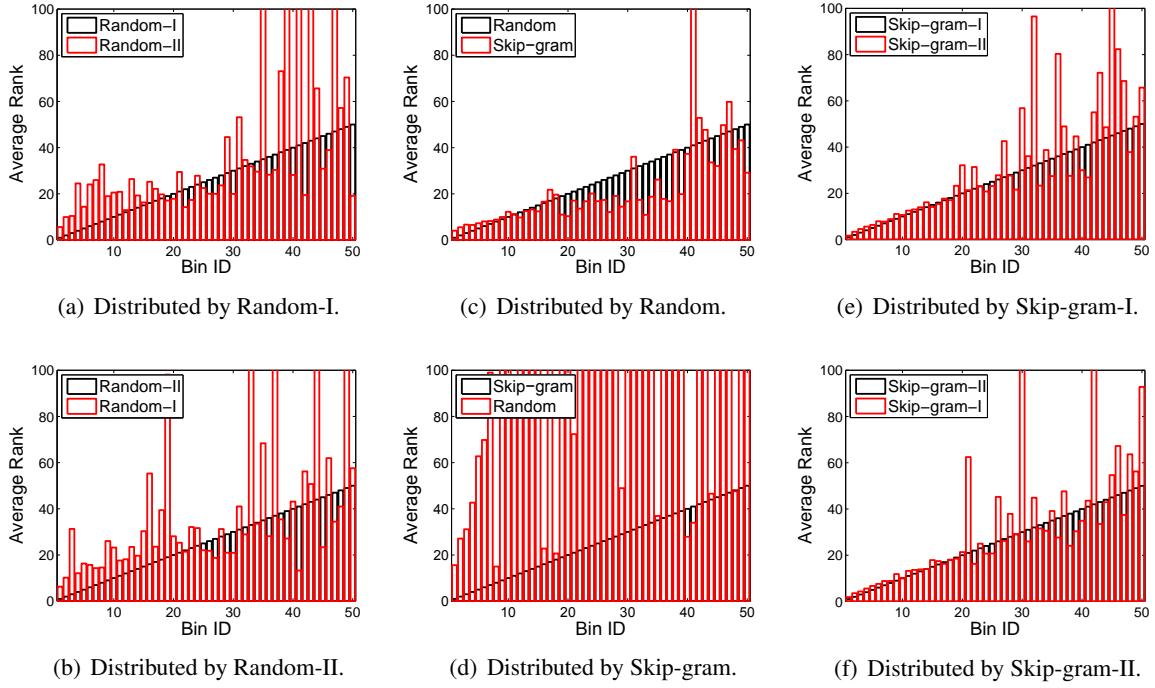 100
80
60
40
20
0
Average Rank
Random-I
Random-II
10 20 30 40 50
Bin ID
(a) Distributed by Random-I.
100
80
60
40
20
0
Average Rank
Random
Skip-gram
10 20 30 40 50
Bin ID
(c) Distributed by Random.
100
80
60
40
20
0
Average Rank
Skip-gram-I
Skip-gram-II
10 20 30 40 50
Bin ID
(e) Distributed by Skip-gram-I.
100
80
60
40
20
0
Average Rank
Random-II
Random-I
10 20 30 40 50
Bin ID
(b) Distributed by Random-II.
100
80
60
40
20
0
Average Rank
Skip-gram
Random
10 20 30 40 50
Bin ID
(d) Distributed by Skip-gram.
100
80
60
40
20
0
Average Rank
Skip-gram-II
Skip-gram-I
10 20 30 40 50
Bin ID
(f) Distributed by Skip-gram-II.